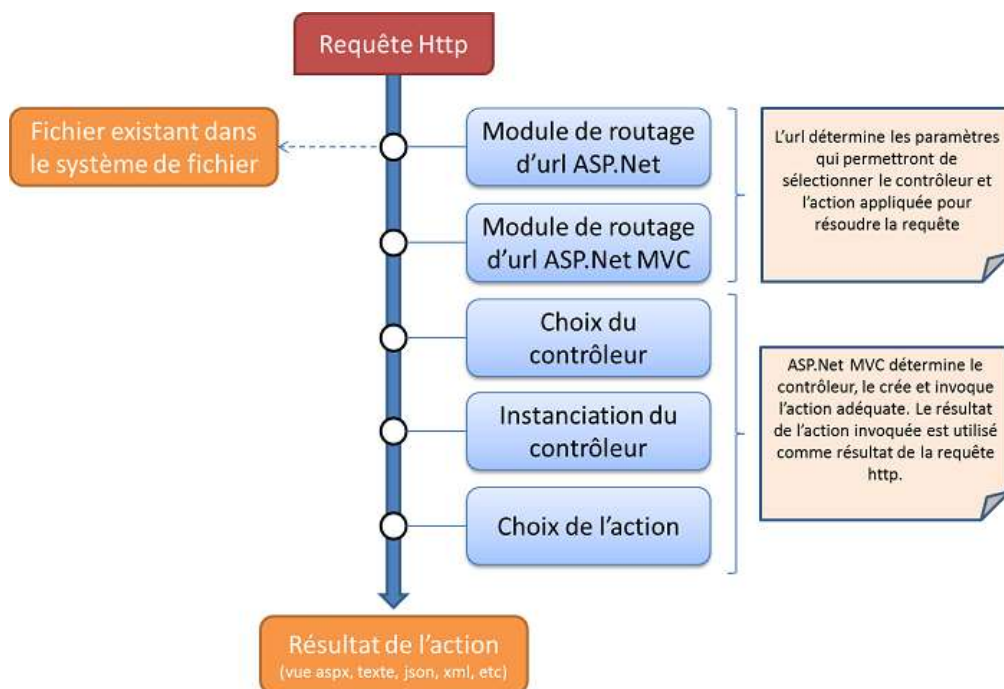 Requête Http
Fichier existant dans
le système de fichier
Module de routage
d'url ASP.Net
L'url détermine les paramètres
qui permettront de
sélectionner le contrôleur et
l'action appliquée pour
résoudre la requête
Module de routage
d'url ASP.Net MVC
Choix du
contrôleur
ASP.Net MVC détermine le
contrôleur, le crée et invoque
l'action adéquate. Le résultat
de l'action invoquée est utilisé
comme résultat de la requête
http.
Instanciation du
contrôleur
Choix de l'action
Résultat de l'action
(vue aspx, texte, json, xml, etc)